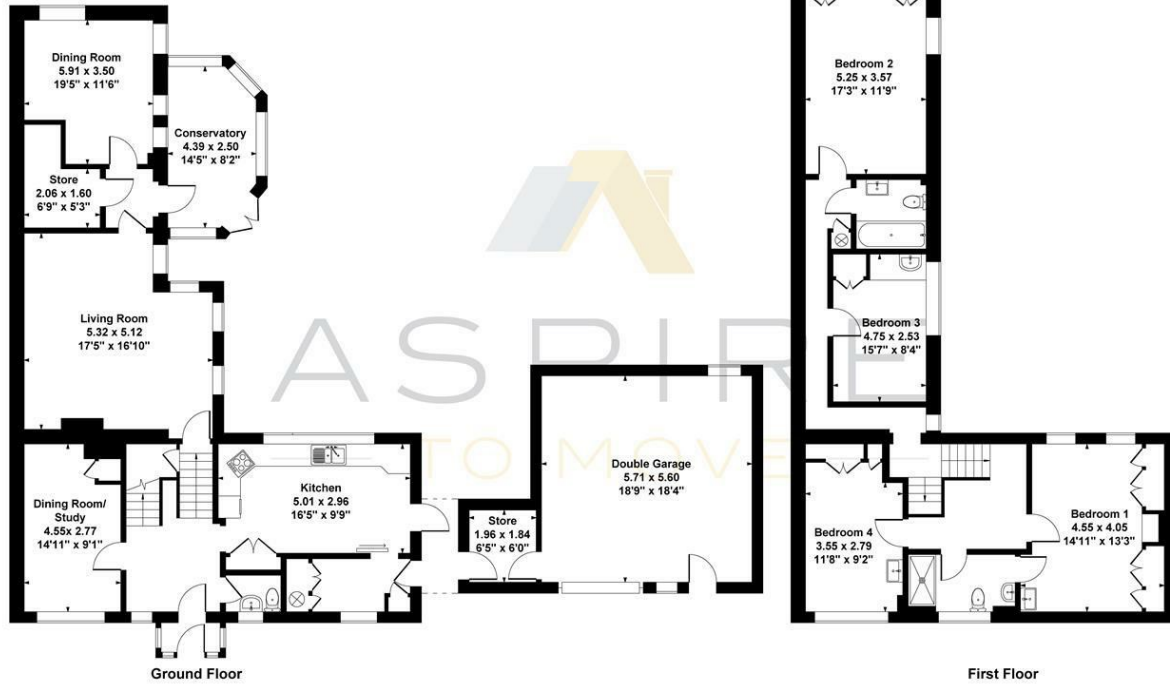 Dining Room
5.91 x 3.50
19'5" x 11'6"
Conservatory
4.39 x 2.50
14'5" x 8'2"
Store
2.06 x 1.60
6'9" x 5'3"
Living Room
5.32 x 5.12
17'5" x 16'10"
Dining Room/
Study
4.55x 2.77
14'11" x 9'1"
Kitchen
5.01 x 2.96
16'5" x 9'9"
Store
1.96 x 1.84
6'5" x 6'0"
Double Garage
5.71 x 5.60
18'9" x 18'4"
Ground Floor
Bedroom 2
5.25 x 3.57
17'3" x 11'9"
Bedroom 3
4.75 x 2.53
15'7" x 8'4"
Bedroom 4
3.55 x 2.79
11'8" x 9'2"
Bedroom 1
4.55 x 4.05
14'11" x 13'3"
First Floor
ASPIRE
TO MOVE